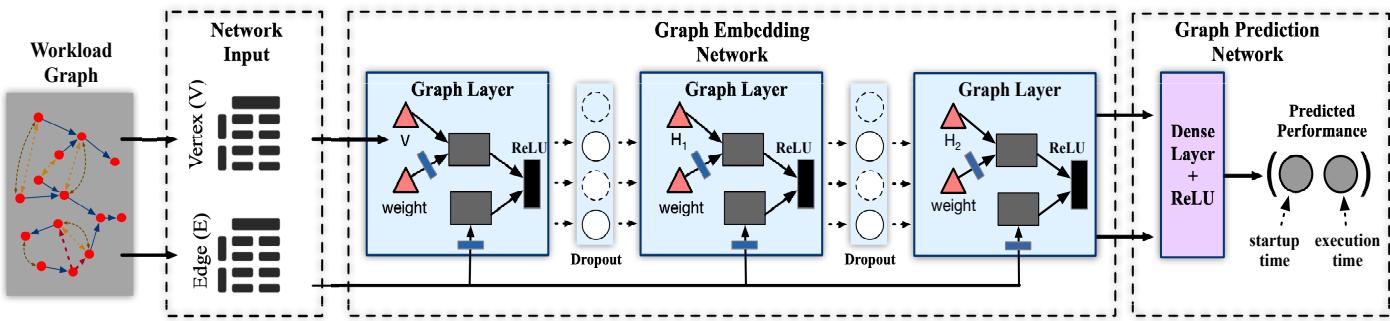 Workload
Graph
Network
Input
Vertex (V)
Edge (E)
Graph Embedding
Network
Graph Layer
V
weight
ReLU
Dropout
Graph Layer
H1
weight
ReLU
Dropout
Graph Layer
H2
weight
ReLU
Graph Prediction
Network
Dense
Layer
+
ReLU
Predicted
Performance
( )
startup
time
execution
time